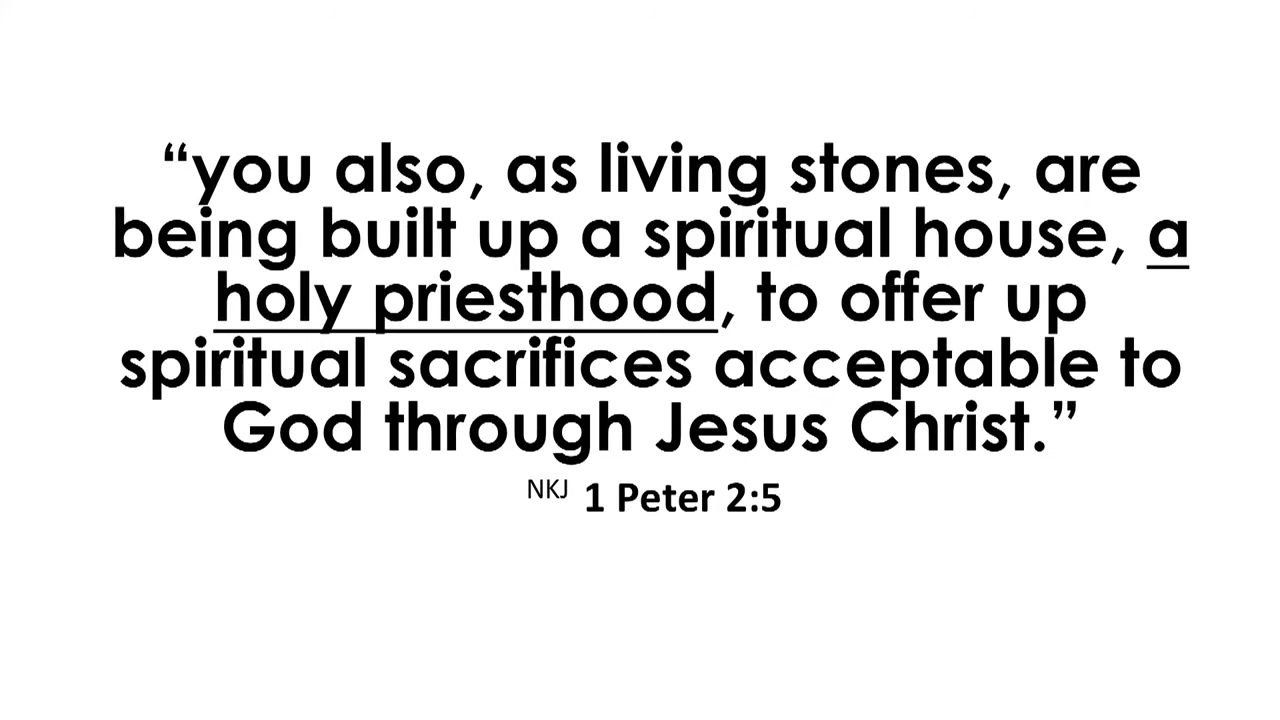 “you also, as living stones, are
being built up a spiritual house, a
holy priesthood, to offer up
spiritual sacrifices acceptable to
God through Jesus Christ.”
NKJ 1 Peter 2:5